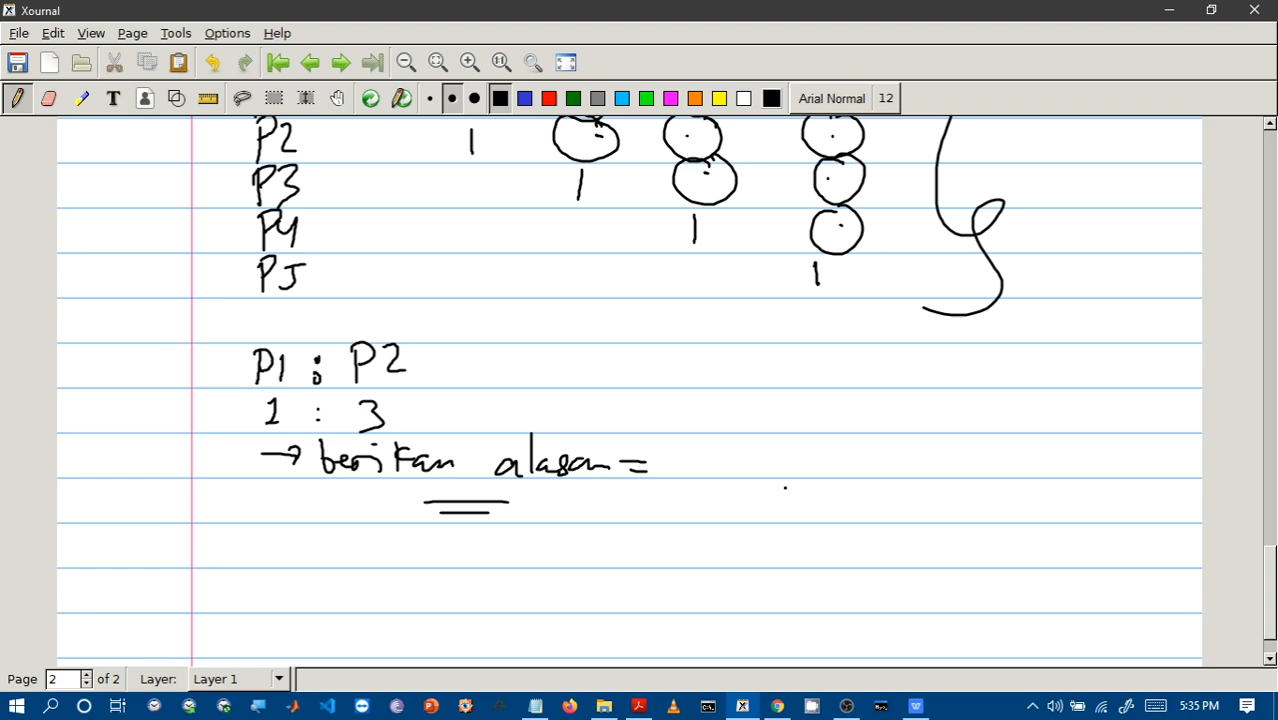 Xournal
File Edit View Page Tools Options Help
Arial Normal 12
P2 1
P3 1
P4 1
P5 1
P1 : P2
1 : 3
→ berikan alasan =
Page 2 of 2 Layer: Layer 1
5:35 PM